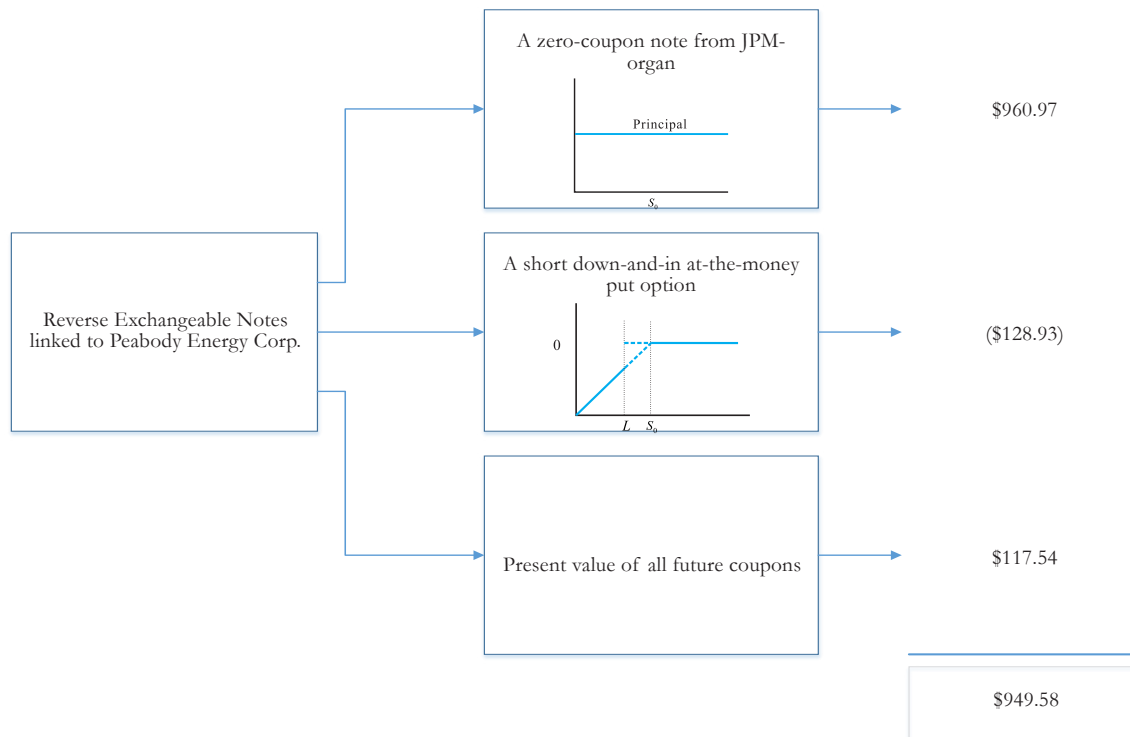 A zero-coupon note from JPM-
organ
Principal
S₀
$960.97
Reverse Exchangeable Notes
linked to Peabody Energy Corp.
A short down-and-in at-the-money
put option
0
L S₀
($128.93)
Present value of all future coupons
$117.54
$949.58